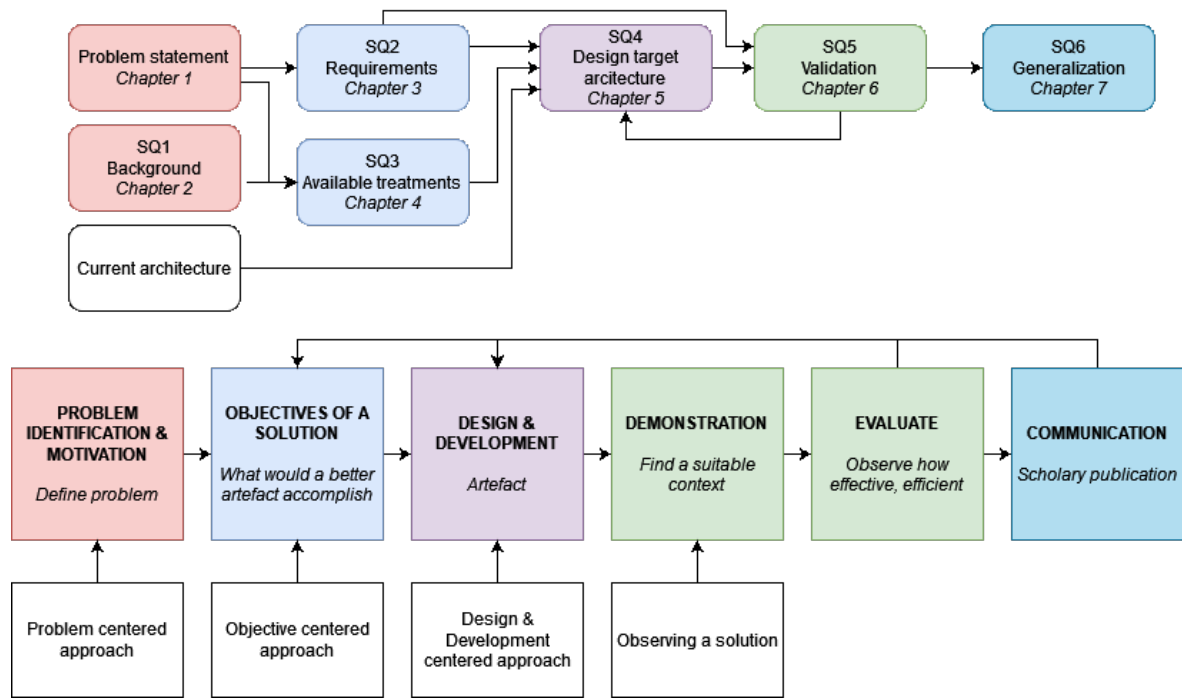 Problem statement
Chapter 1
SQ2
Requirements
Chapter 3
SQ4
Design target
arcitecture
Chapter 5
SQ5
Validation
Chapter 6
SQ6
Generalization
Chapter 7
SQ1
Background
Chapter 2
SQ3
Available treatments
Chapter 4
Current architecture
PROBLEM
IDENTIFICATION &
MOTIVATION
Define problem
OBJECTIVES OF A
SOLUTION
What would a better
artefact accomplish
DESIGN &
DEVELOPMENT
Artefact
DEMONSTRATION
Find a suitable
context
EVALUATE
Observe how
effective, efficient
COMMUNICATION
Scholary publication
Problem centered
approach
Objective centered
approach
Design &
Development
centered approach
Observing a solution